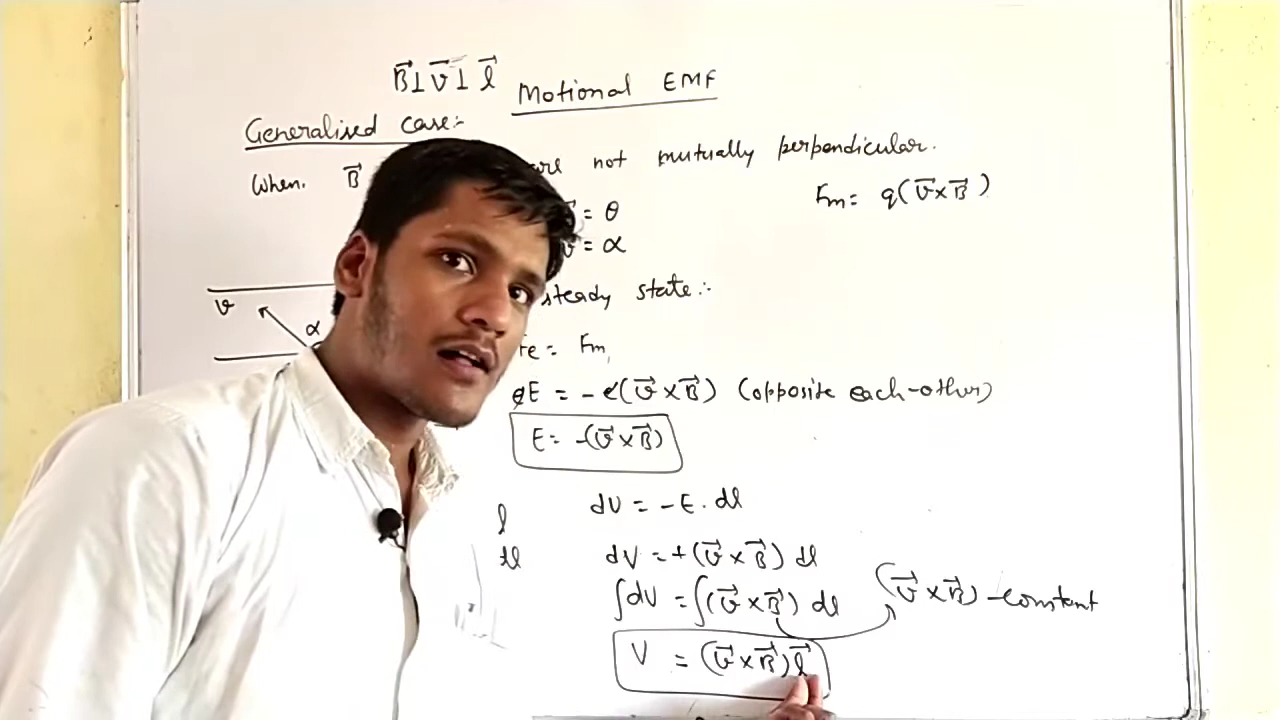 B⃗⊥v⃗⊥l⃗
Motional EMF
Generalised case:-
When. B⃗ are not mutually perpendicular.
Fm = q(v⃗×B⃗)
= θ
= α
steady state:-
v
α
Fe = Fm,
qE = -e(v⃗×B⃗) (opposite each-other)
E = -(v⃗×B⃗)
l
dl
dV = -E.dl
dV = +(v⃗×B⃗) dl
∫dV = ∫(v⃗×B⃗) dl
(v⃗×B⃗) - constant
V = (v⃗×B⃗)l⃗